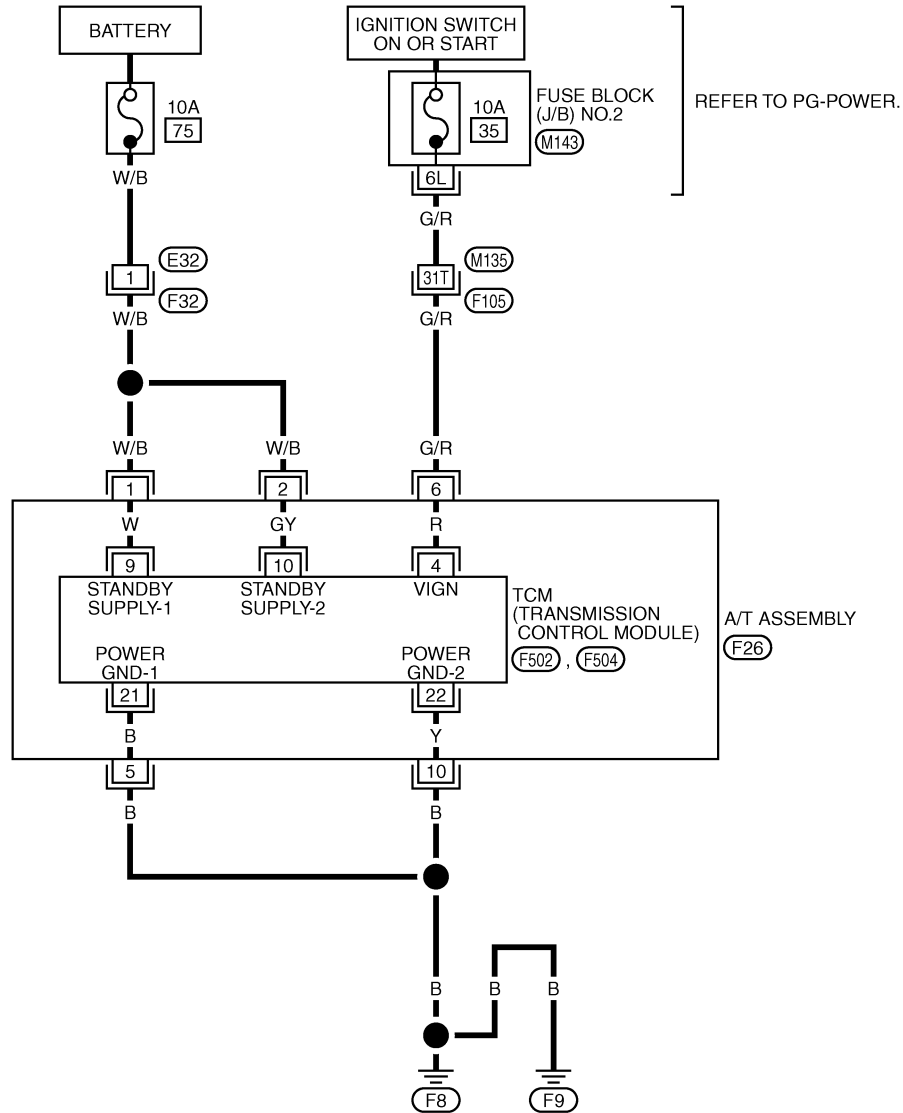 BATTERY
IGNITION SWITCH
ON OR START
10A
75
10A
35
FUSE BLOCK
(J/B) NO.2
M143
REFER TO PG-POWER.
W/B
6L
G/R
1
E32
F32
31T
M135
F105
W/B
G/R
W/B
W/B
G/R
1
2
6
W
GY
R
9
10
4
STANDBY
SUPPLY-1
STANDBY
SUPPLY-2
VIGN
TCM
(TRANSMISSION
CONTROL MODULE)
F502 , F504
A/T ASSEMBLY
F26
POWER
GND-1
POWER
GND-2
21
22
B
Y
5
10
B
B
B
B
B
F8
F9